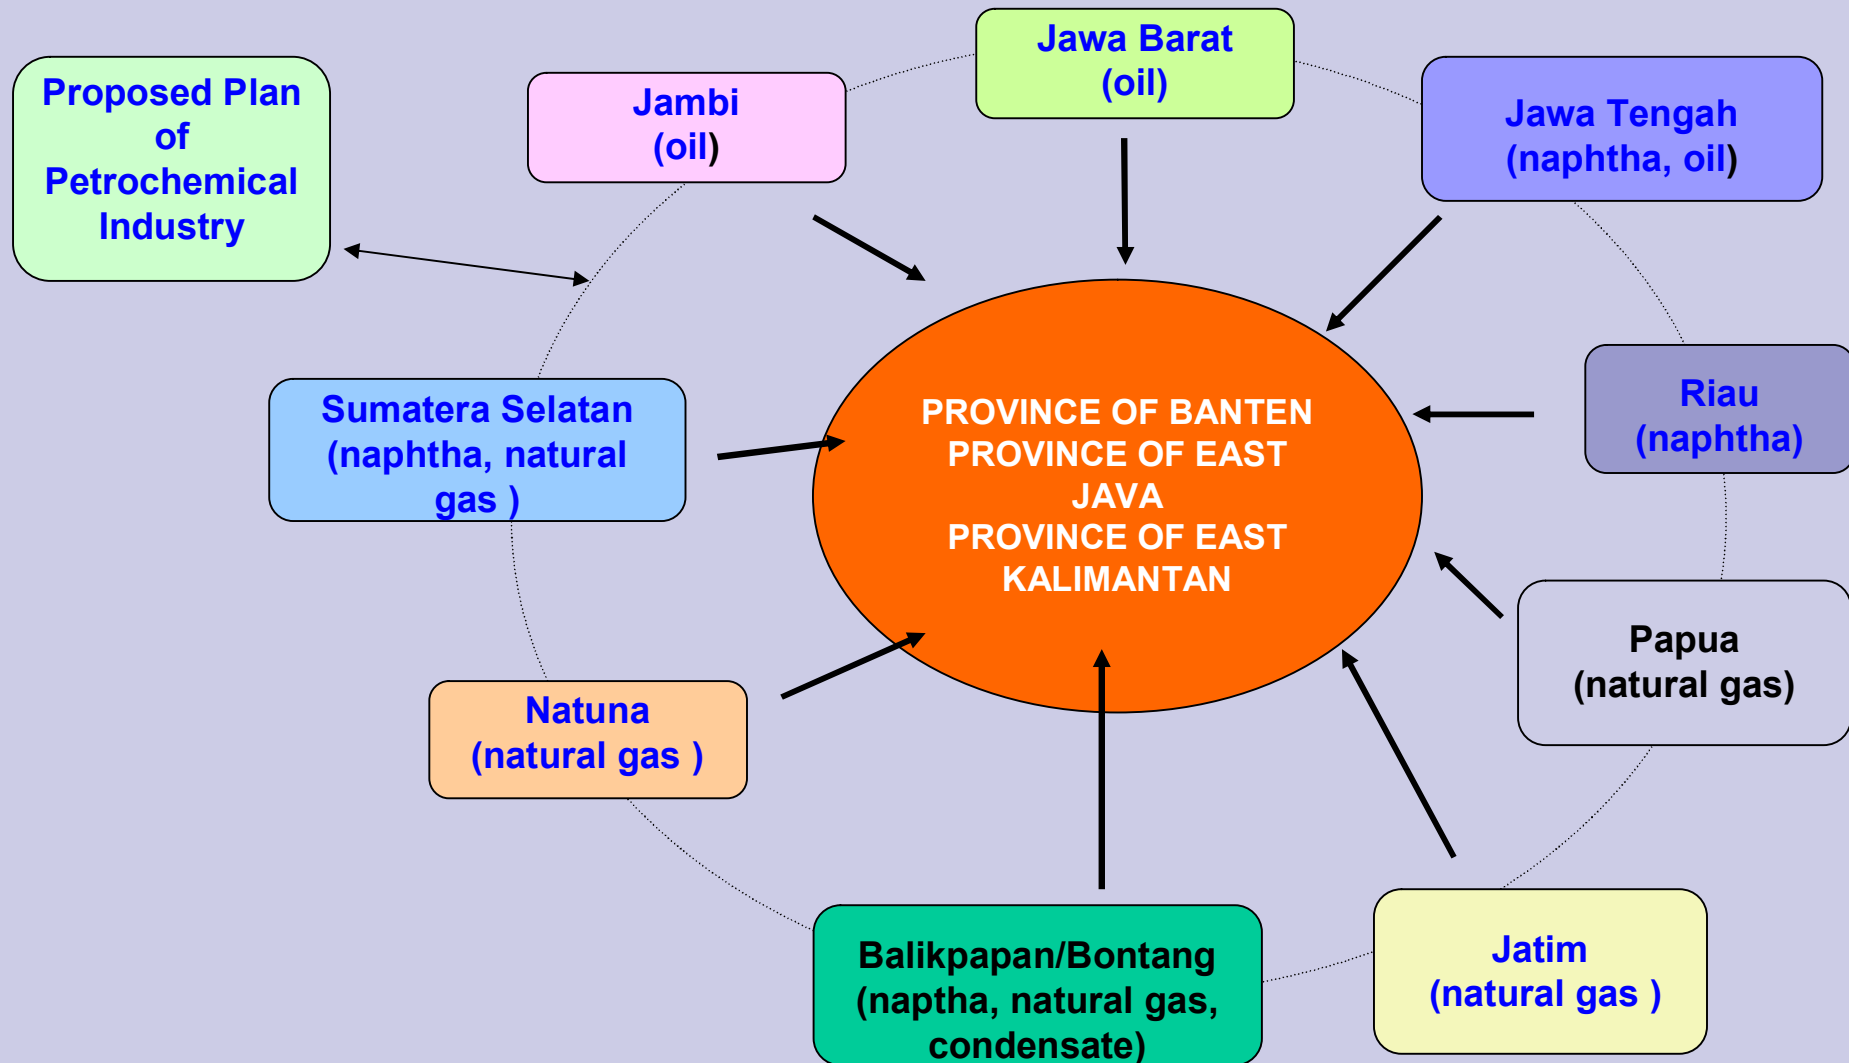 Proposed Plan
of
Petrochemical
Industry
Jambi
(oil)
Jawa Barat
(oil)
Jawa Tengah
(naphtha, oil)
Sumatera Selatan
(naphtha, natural
gas )
PROVINCE OF BANTEN
PROVINCE OF EAST
JAVA
PROVINCE OF EAST
KALIMANTAN
Riau
(naphtha)
Papua
(natural gas)
Natuna
(natural gas )
Balikpapan/Bontang
(naptha, natural gas,
condensate)
Jatim
(natural gas )